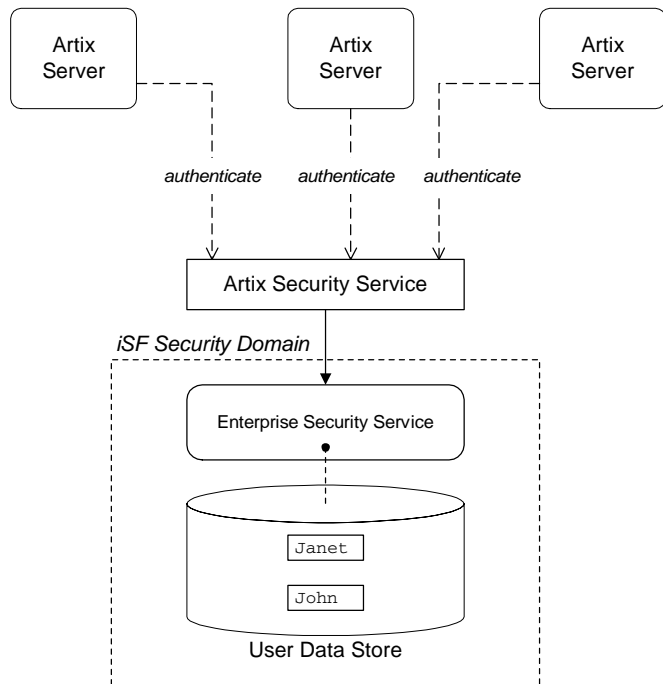 Artix
Server
Artix
Server
Artix
Server
authenticate
authenticate
authenticate
Artix Security Service
iSF Security Domain
Enterprise Security Service
Janet
John
User Data Store